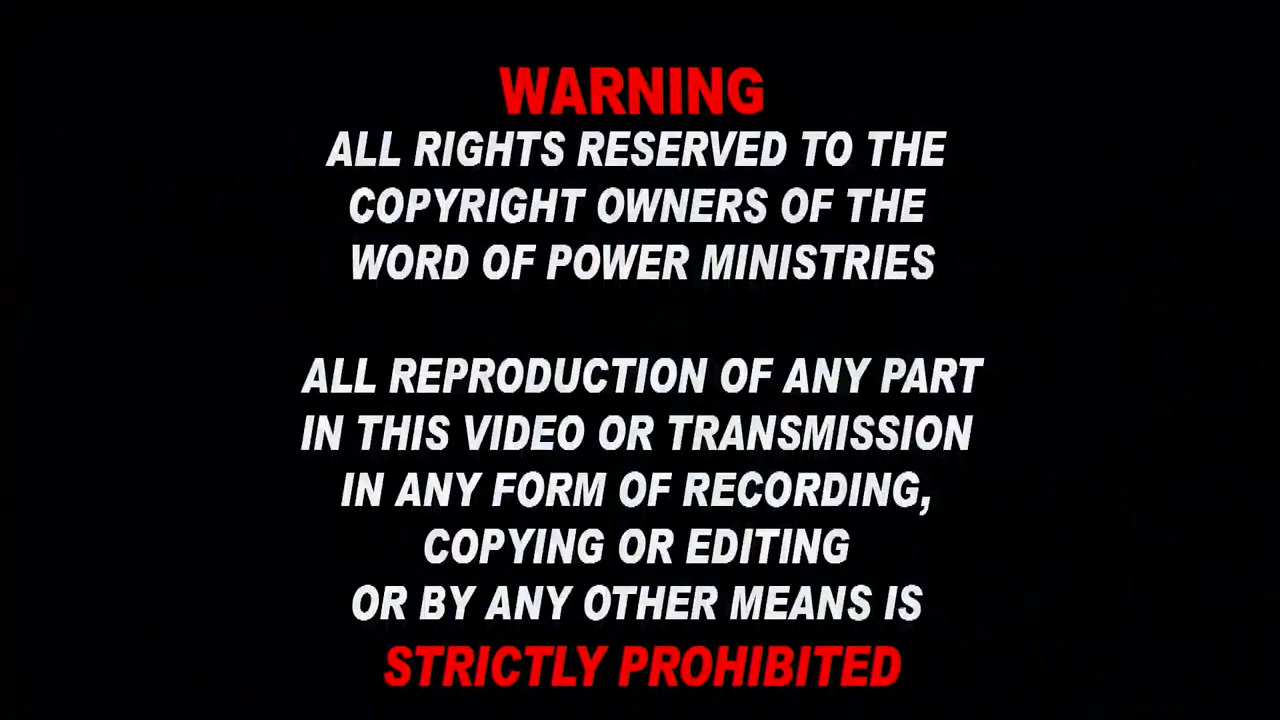 WARNING
ALL RIGHTS RESERVED TO THE
COPYRIGHT OWNERS OF THE
WORD OF POWER MINISTRIES
ALL REPRODUCTION OF ANY PART
IN THIS VIDEO OR TRANSMISSION
IN ANY FORM OF RECORDING,
COPYING OR EDITING
OR BY ANY OTHER MEANS IS
STRICTLY PROHIBITED